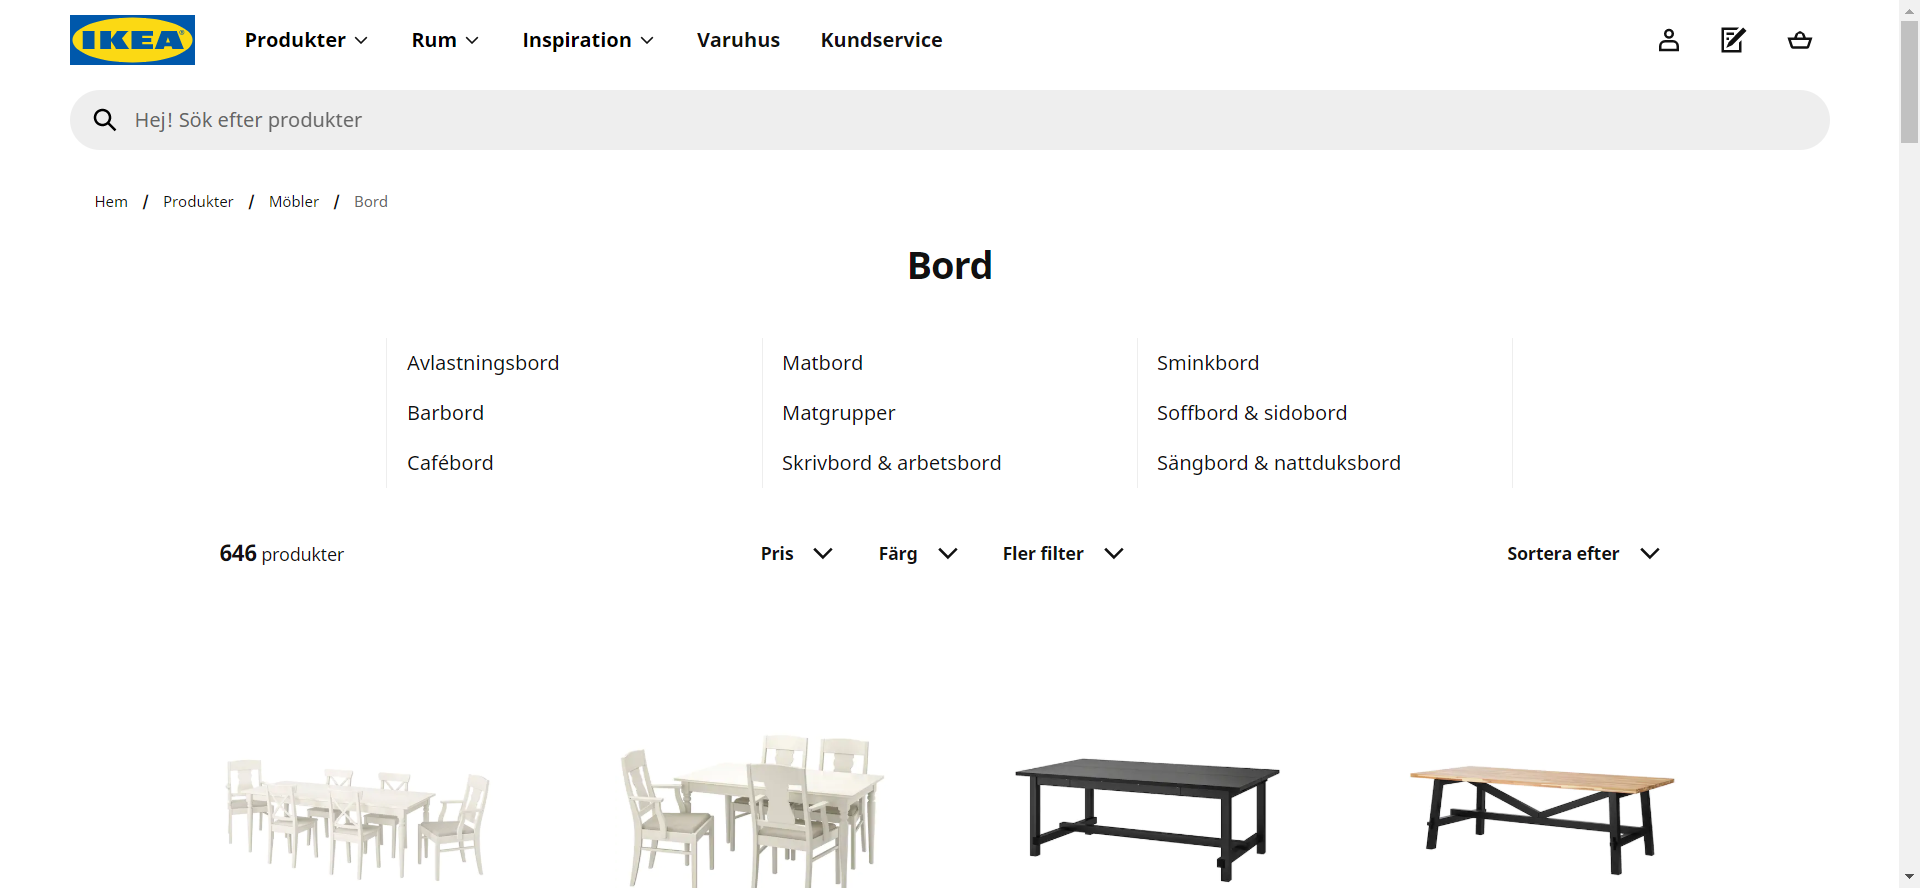 IKEA
Produkter
Rum
Inspiration
Varuhus
Kundservice
Hej! Sök efter produkter
Hem / Produkter / Möbler / Bord
Bord
Avlastningsbord
Barbord
Cafébord
Matbord
Matgrupper
Skrivbord & arbetsbord
Sminkbord
Soffbord & sidobord
Sängbord & nattduksbord
646 produkter
Pris
Färg
Fler filter
Sortera efter